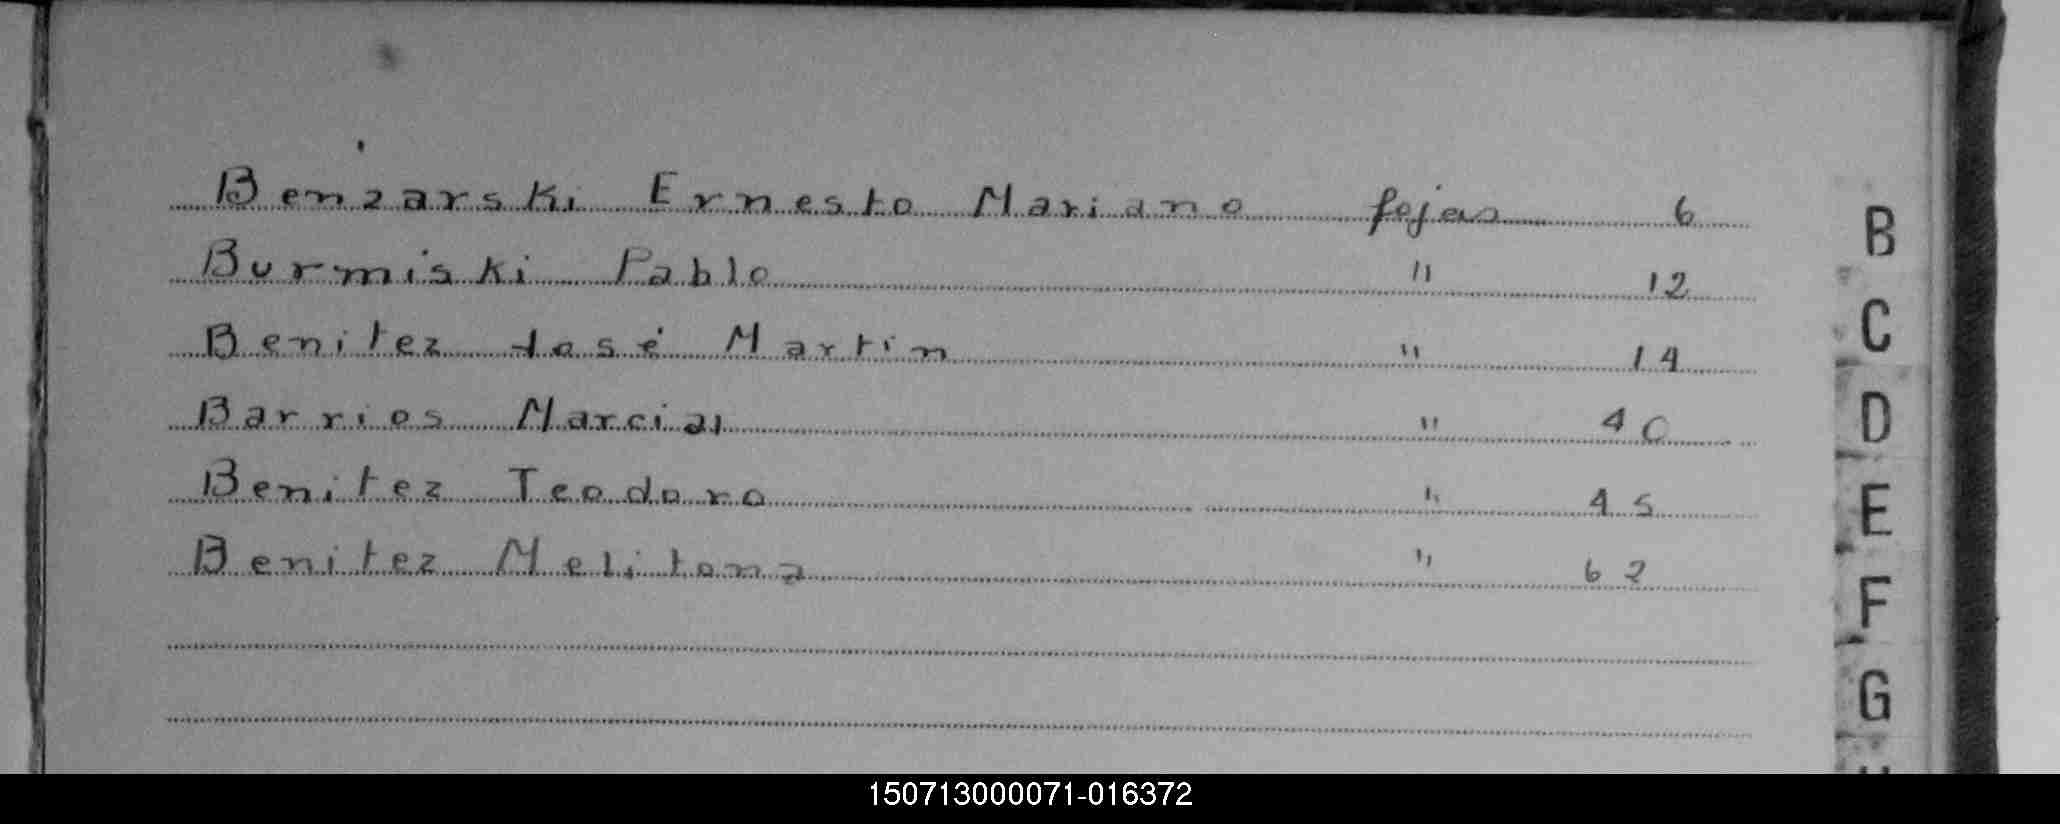 Benzarski Ernesto Mariano fojas 6
Burmiski Pablo " 12
Benitez José Martin " 14
Barrios Marcial " 40
Benitez Teodoro " 45
Benitez Melitona " 62
B
C
D
E
F
G
150713000071-016372